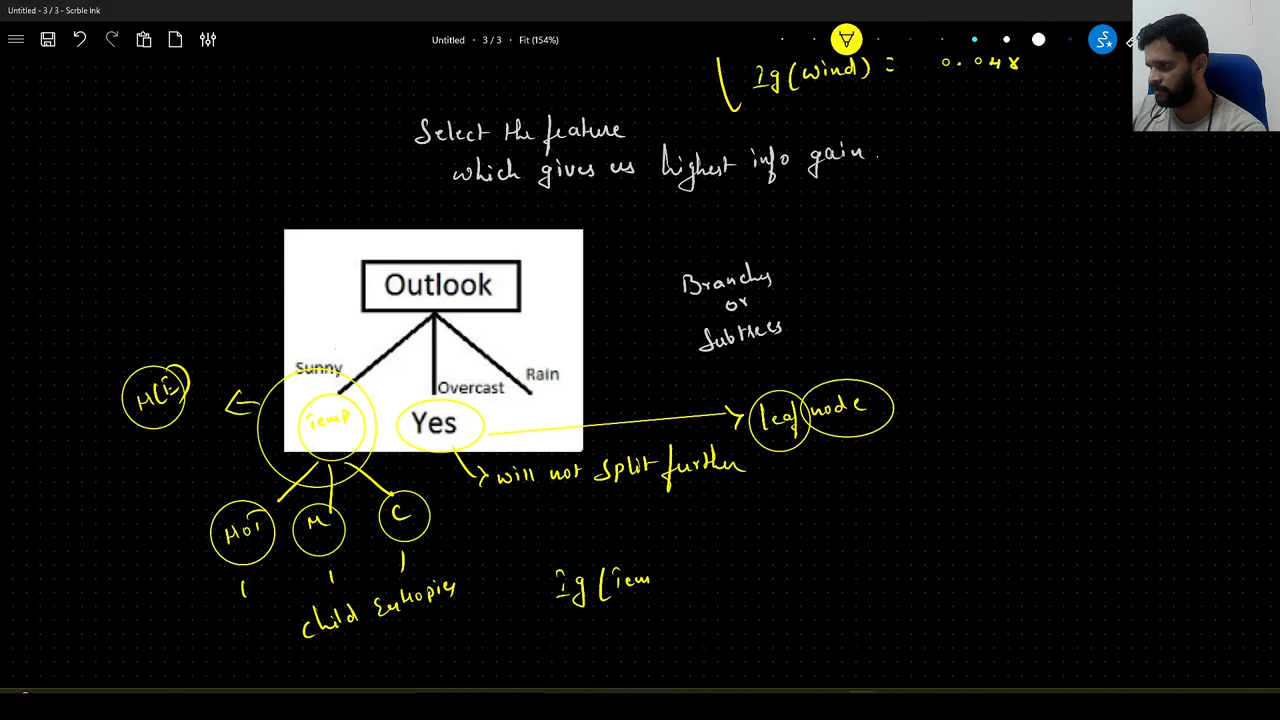 Untitled - 3 / 3 - Scrble Ink
Untitled • 3 / 3 • Fit (154%)
Ig(wind) = 0.048
Select the feature
which gives us highest info gain.
Outlook
Sunny
Overcast
Rain
Yes
Branches
or
Subtrees
H(E)
Temp
leaf node
will not split further
HOT
M
C
child Entropies
Ig(Tem